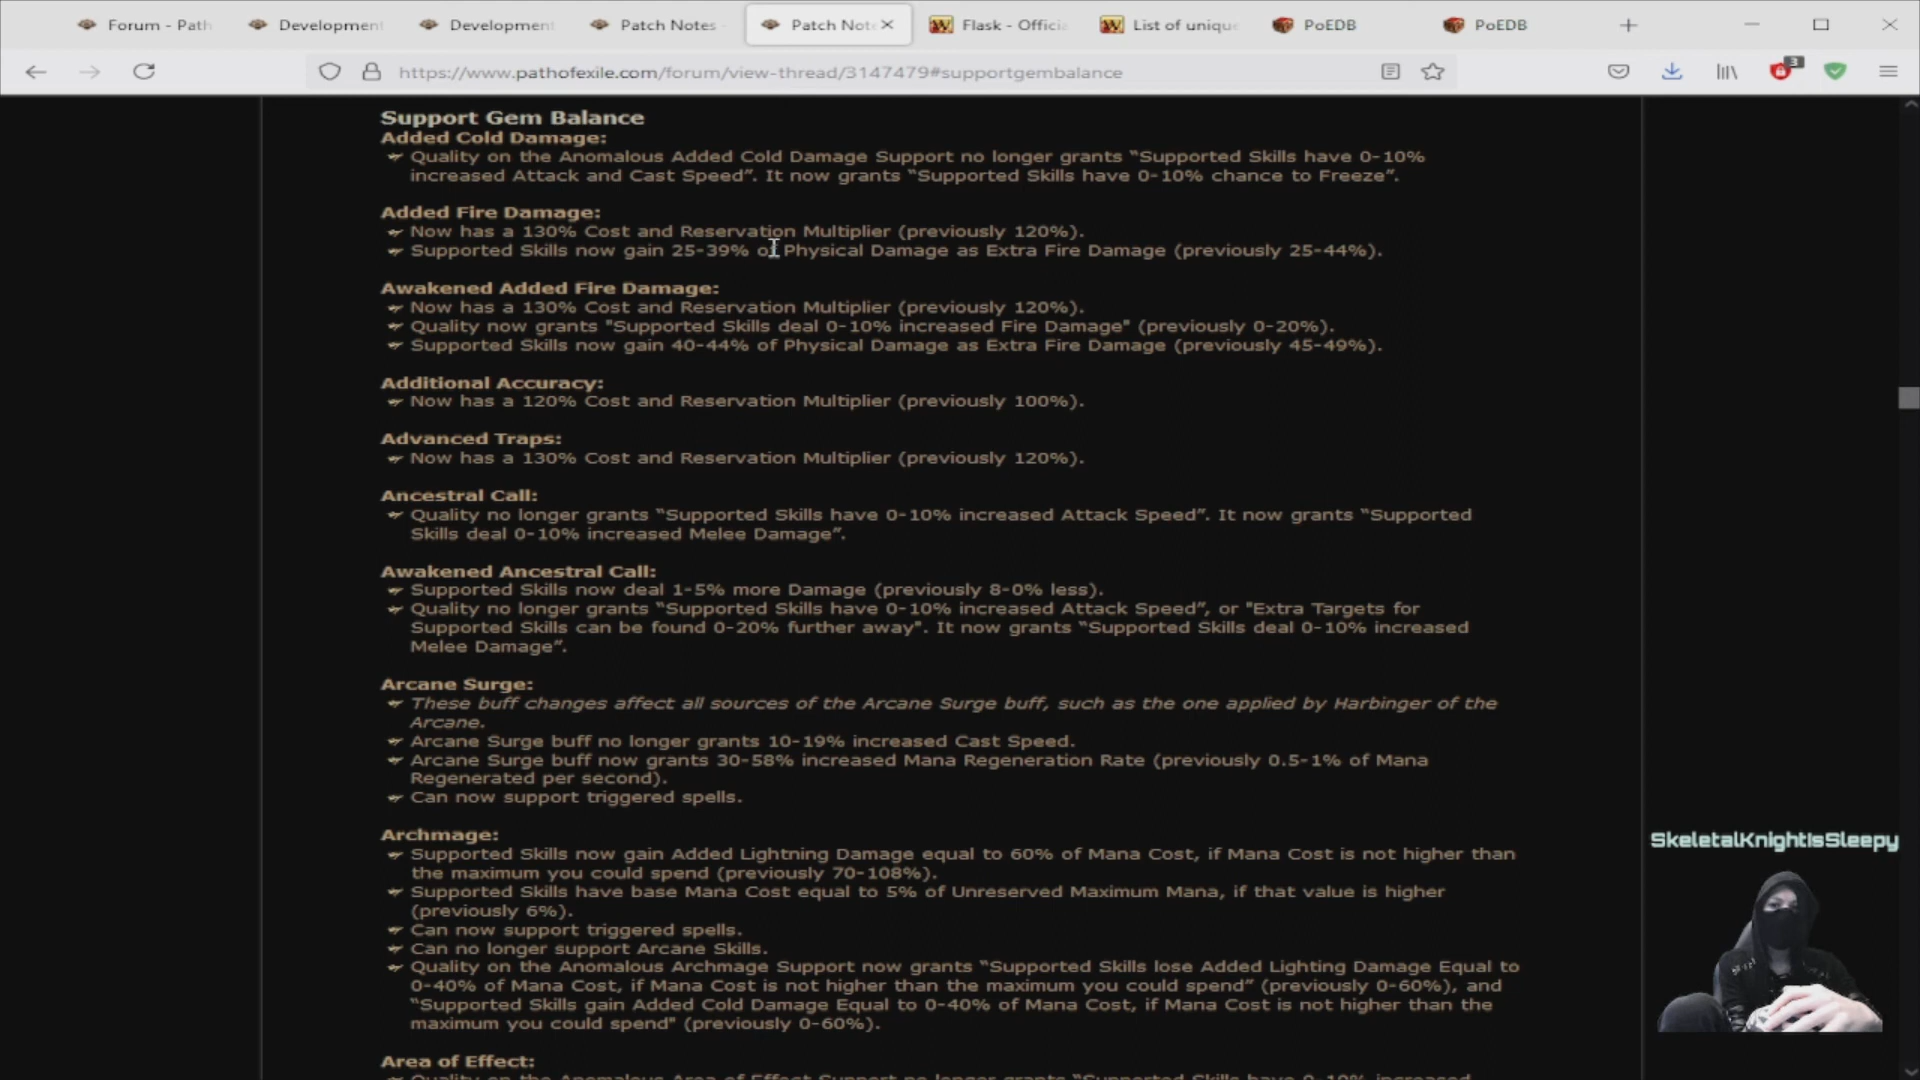 Forum - Path
Development
Development
Patch Notes
Patch Note
Flask - Officia
List of unique
PoEDB
PoEDB
https://www.pathofexile.com/forum/view-thread/3147479#supportgembalance
3
Support Gem Balance
Added Cold Damage:
Quality on the Anomalous Added Cold Damage Support no longer grants “Supported Skills have 0-10%
increased Attack and Cast Speed”. It now grants “Supported Skills have 0-10% chance to Freeze”.
Added Fire Damage:
Now has a 130% Cost and Reservation Multiplier (previously 120%).
Supported Skills now gain 25-39% of Physical Damage as Extra Fire Damage (previously 25-44%).
Awakened Added Fire Damage:
Now has a 130% Cost and Reservation Multiplier (previously 120%).
Quality now grants "Supported Skills deal 0-10% increased Fire Damage" (previously 0-20%).
Supported Skills now gain 40-44% of Physical Damage as Extra Fire Damage (previously 45-49%).
Additional Accuracy:
Now has a 120% Cost and Reservation Multiplier (previously 100%).
Advanced Traps:
Now has a 130% Cost and Reservation Multiplier (previously 120%).
Ancestral Call:
Quality no longer grants “Supported Skills have 0-10% increased Attack Speed”. It now grants “Supported
Skills deal 0-10% increased Melee Damage”.
Awakened Ancestral Call:
Supported Skills now deal 1-5% more Damage (previously 8-0% less).
Quality no longer grants “Supported Skills have 0-10% increased Attack Speed”, or "Extra Targets for
Supported Skills can be found 0-20% further away". It now grants “Supported Skills deal 0-10% increased
Melee Damage”.
Arcane Surge:
These buff changes affect all sources of the Arcane Surge buff, such as the one applied by Harbinger of the
Arcane.
Arcane Surge buff no longer grants 10-19% increased Cast Speed.
Arcane Surge buff now grants 30-58% increased Mana Regeneration Rate (previously 0.5-1% of Mana
Regenerated per second).
Can now support triggered spells.
Archmage:
Supported Skills now gain Added Lightning Damage equal to 60% of Mana Cost, if Mana Cost is not higher than
the maximum you could spend (previously 70-108%).
Supported Skills have base Mana Cost equal to 5% of Unreserved Maximum Mana, if that value is higher
(previously 6%).
Can now support triggered spells.
Can no longer support Arcane Skills.
Quality on the Anomalous Archmage Support now grants “Supported Skills lose Added Lighting Damage Equal to
0-40% of Mana Cost, if Mana Cost is not higher than the maximum you could spend” (previously 0-60%), and
“Supported Skills gain Added Cold Damage Equal to 0-40% of Mana Cost, if Mana Cost is not higher than the
maximum you could spend" (previously 0-60%).
Area of Effect:
Quality on the Anomalous Area of Effect Support no longer grants “Supported Skills have 0-10% increased
SkeletalKnightIsSleepy